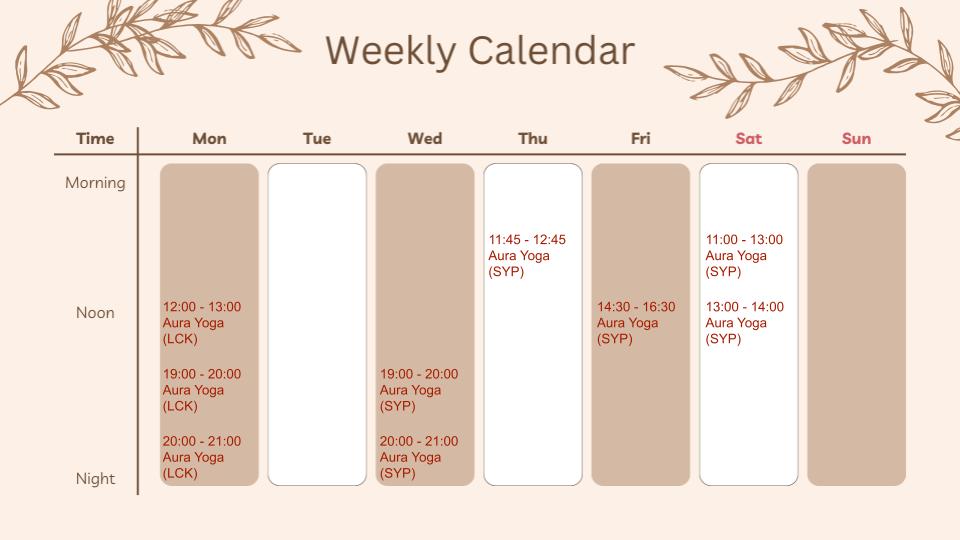 Weekly Calendar
Time Mon Tue Wed Thu Fri Sat Sun
Morning
Noon
Night
12:00 - 13:00
Aura Yoga
(LCK)
19:00 - 20:00
Aura Yoga
(LCK)
20:00 - 21:00
Aura Yoga
(LCK)
19:00 - 20:00
Aura Yoga
(SYP)
20:00 - 21:00
Aura Yoga
(SYP)
11:45 - 12:45
Aura Yoga
(SYP)
14:30 - 16:30
Aura Yoga
(SYP)
11:00 - 13:00
Aura Yoga
(SYP)
13:00 - 14:00
Aura Yoga
(SYP)